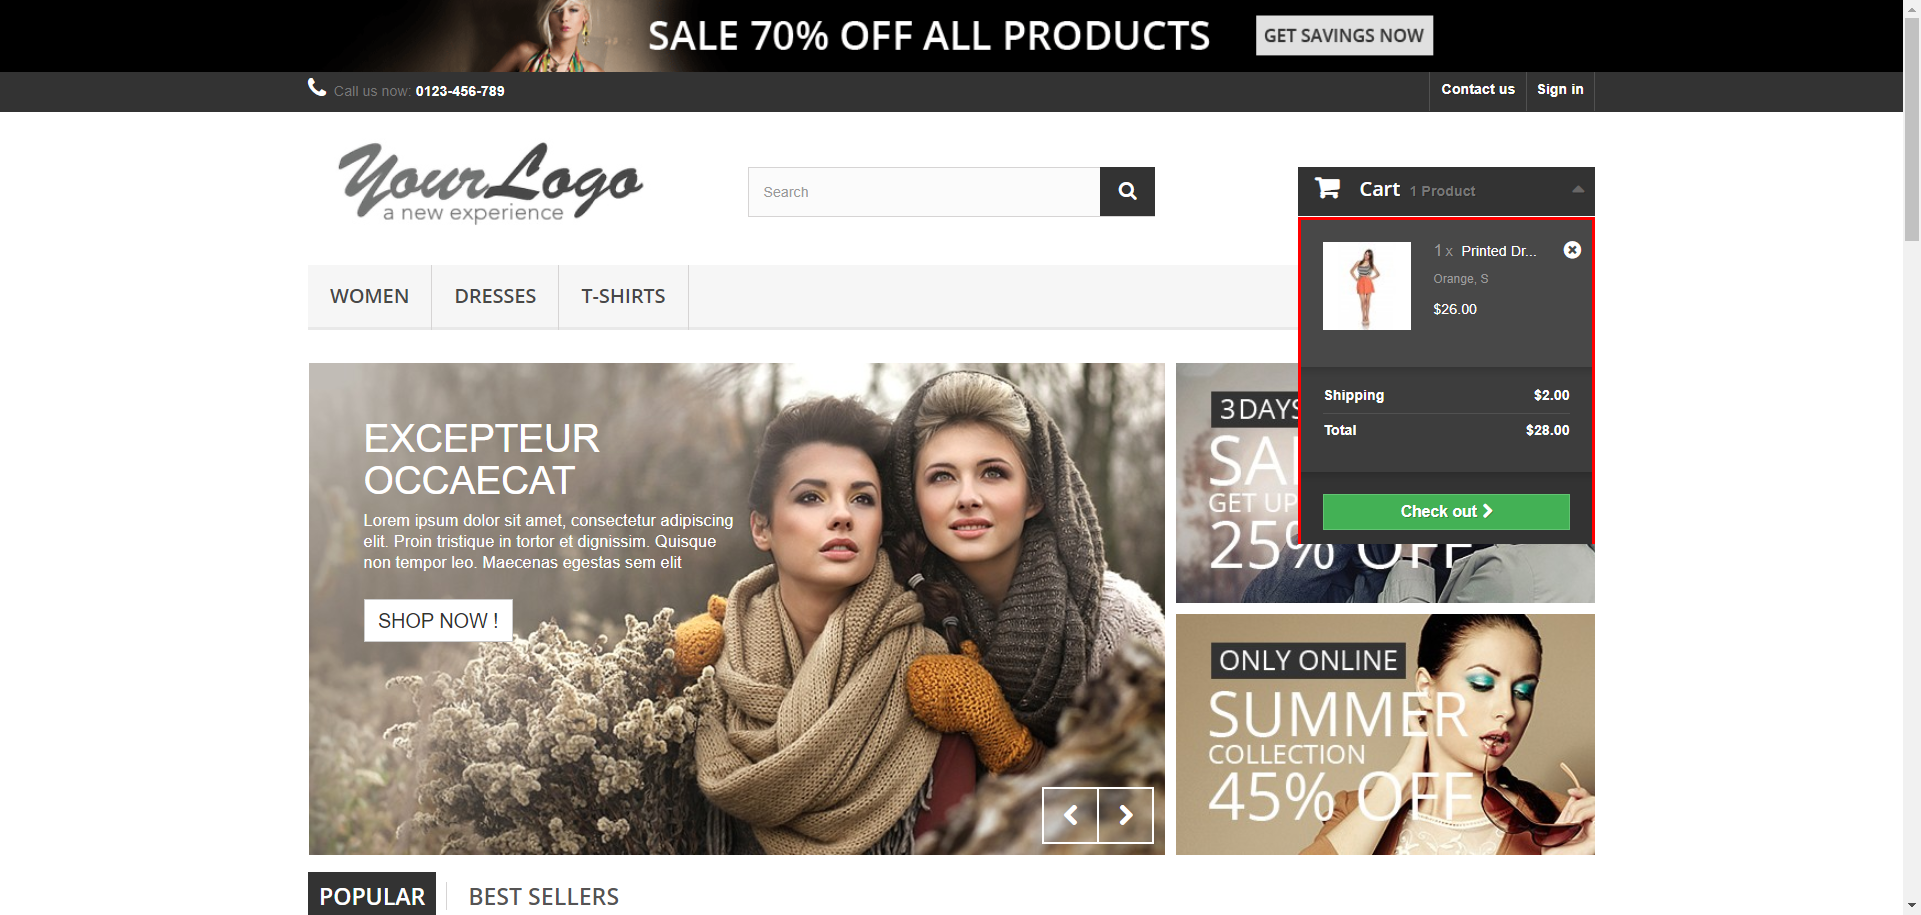 SALE 70% OFF ALL PRODUCTS
GET SAVINGS NOW
Call us now: 0123-456-789
Contact us
Sign in
YourLogo
a new experience
Search
Cart 1 Product
1 x Printed Dr...
Orange, S
$26.00
Shipping $2.00
Total $28.00
Check out
WOMEN
DRESSES
T-SHIRTS
EXCEPTEUR
OCCAECAT
Lorem ipsum dolor sit amet, consectetur adipiscing
elit. Proin tristique in tortor et dignissim. Quisque
non tempor leo. Maecenas egestas sem elit
SHOP NOW !
3 DAYS
GET UP
25% OFF
ONLY ONLINE
SUMMER
COLLECTION
45% OFF
POPULAR
BEST SELLERS